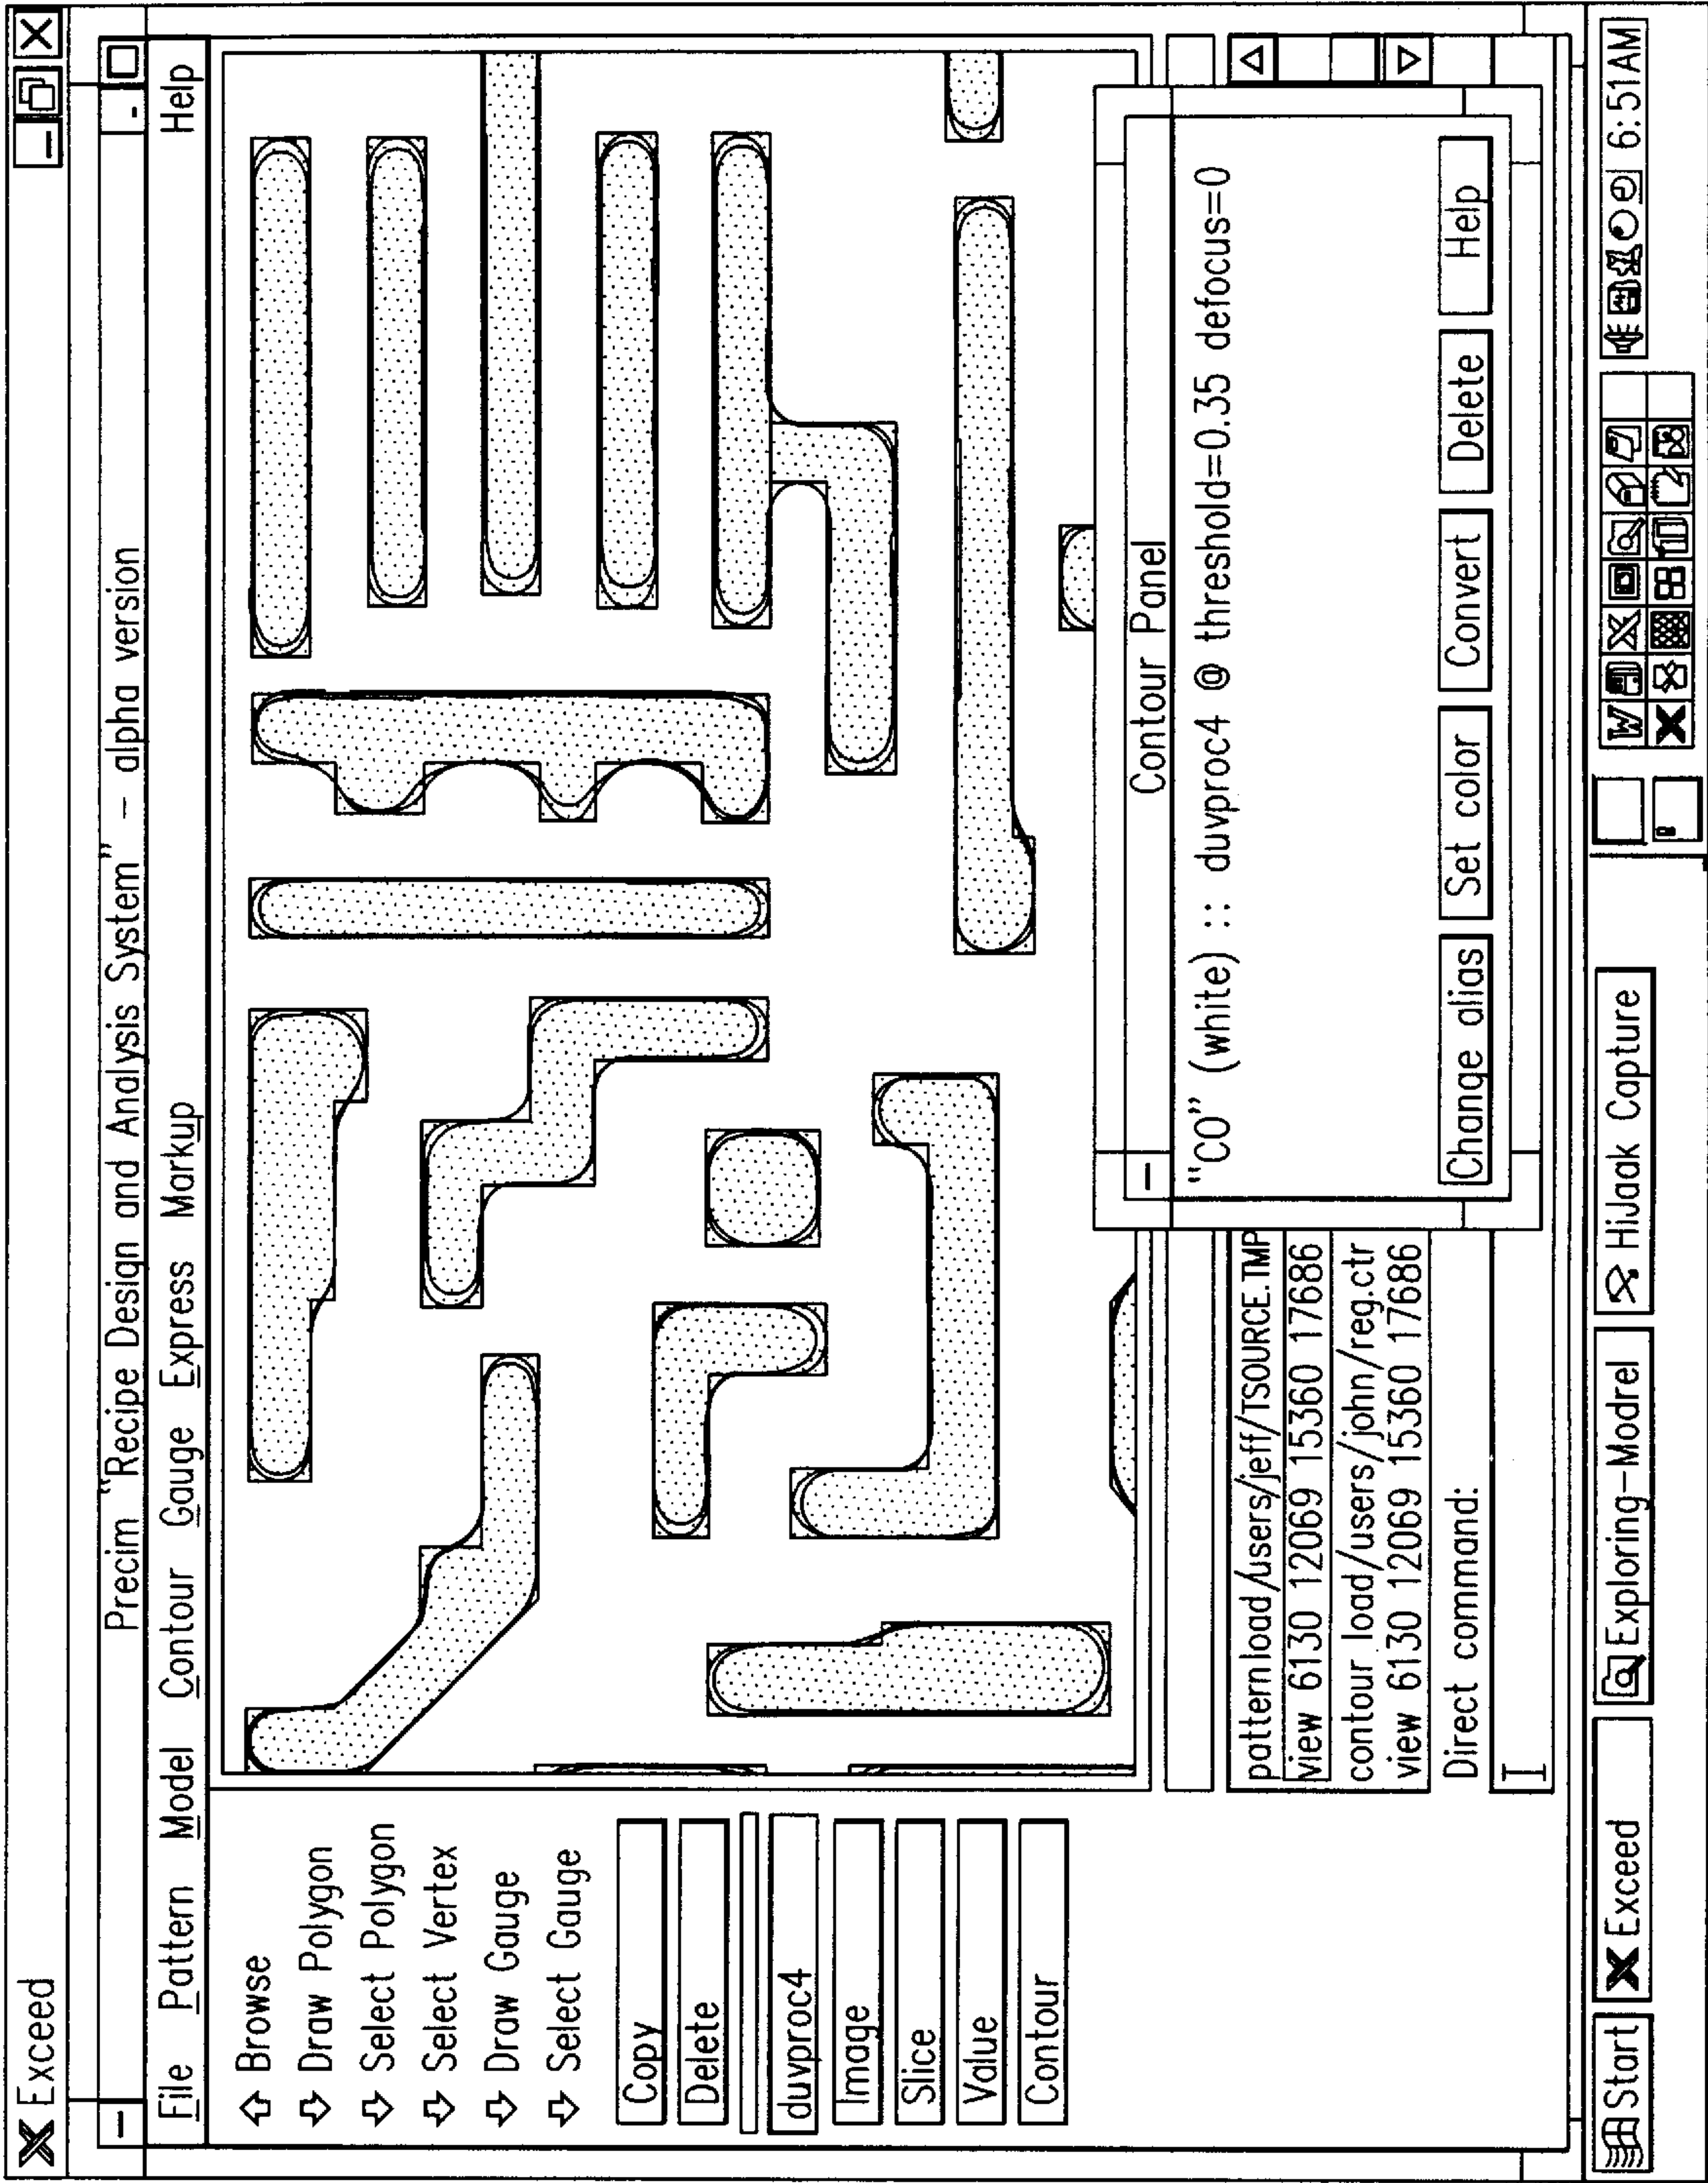 Exceed
Precim "Recipe Design and Analysis System" – alpha version
File Pattern Model Contour Gauge Express Markup Help
Browse
Draw Polygon
Select Polygon
Select Vertex
Draw Gauge
Select Gauge
Copy
Delete
duvproc4
Image
Slice
Value
Contour
pattern load /users/jeff/TSOURCE.TMP
view 6130 12069 15360 17686
contour load/users/john/reg.ctr
view 6130 12069 15360 17686
Direct command:
Contour Panel
"C0" (white) :: duvproc4 @ threshold=0.35 defocus=0
Change alias Set color Convert Delete Help
Start Exceed Exploring-Modrel HiJaak Capture 6:51AM